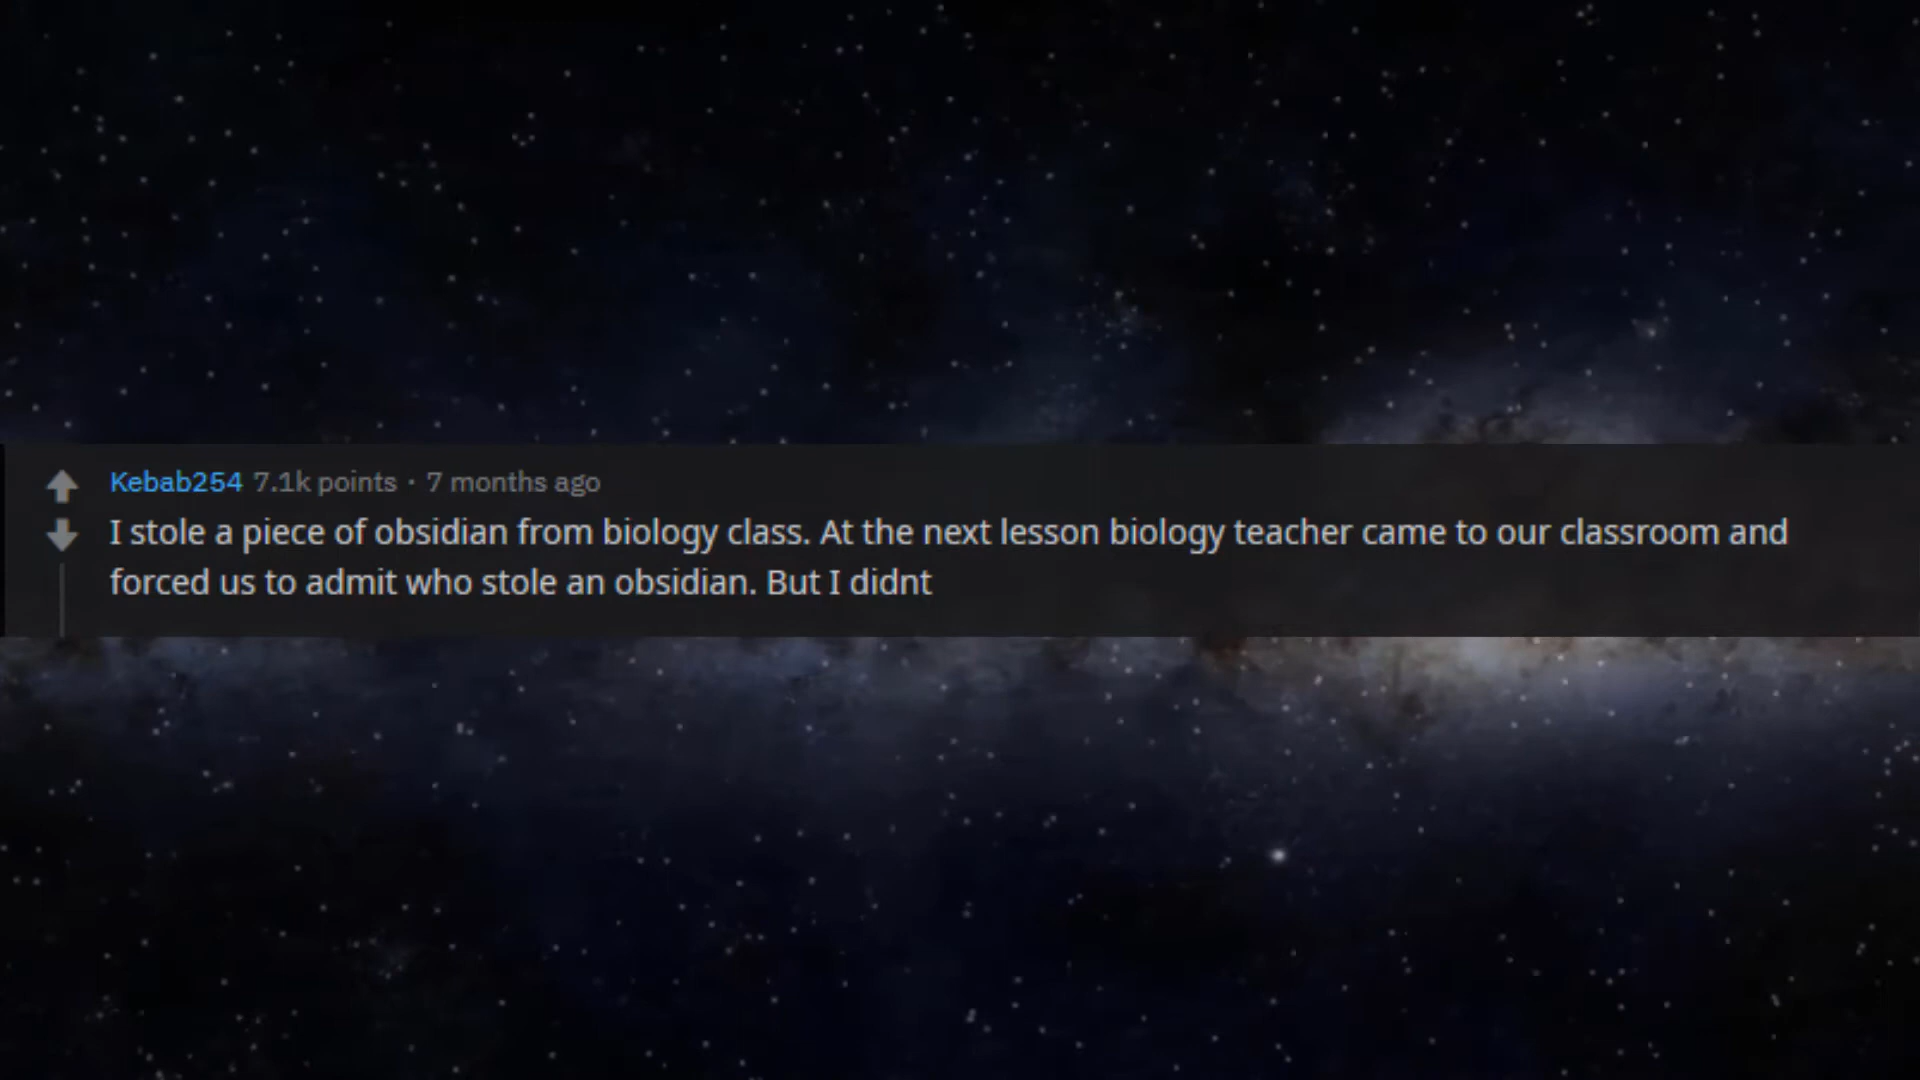 Kebab254 7.1k points · 7 months ago
I stole a piece of obsidian from biology class. At the next lesson biology teacher came to our classroom and
forced us to admit who stole an obsidian. But I didnt